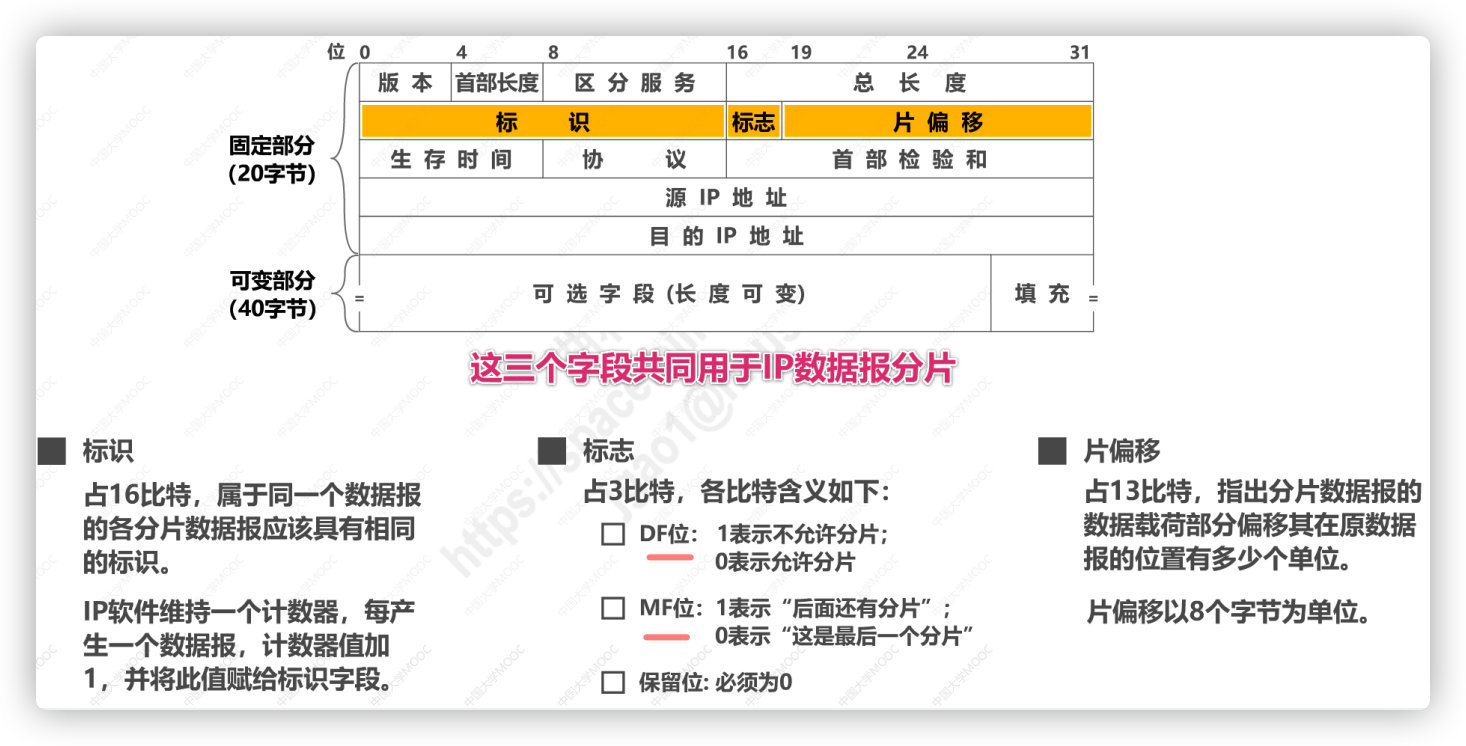 位 0 4 8 16 19 24 31
版 本 首部长度 区 分 服 务 总 长 度
标 识 标志 片 偏 移
生 存 时 间 协 议 首 部 检 验 和
源 IP 地 址
目 的 IP 地 址
可 选 字 段 (长 度 可 变) 填 充
固定部分
(20字节)
可变部分
(40字节)
这三个字段共同用于IP数据报分片
标识
占16比特，属于同一个数据报
的各分片数据报应该具有相同
的标识。
IP软件维持一个计数器，每产
生一个数据报，计数器值加
1，并将此值赋给标识字段。
标志
占3比特，各比特含义如下：
DF位： 1表示不允许分片；
0表示允许分片
MF位：1表示“后面还有分片”；
0表示“这是最后一个分片”
保留位: 必须为0
片偏移
占13比特，指出分片数据报的
数据载荷部分偏移其在原数据
报的位置有多少个单位。
片偏移以8个字节为单位。
中国大学MOOC